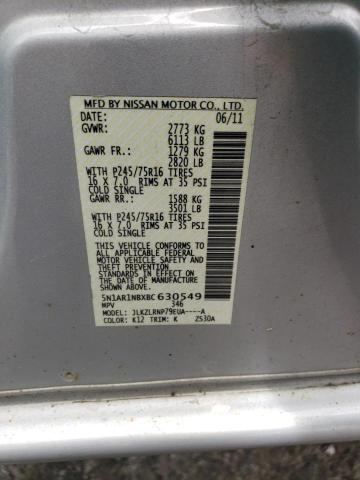 MFD BY NISSAN MOTOR CO., LTD.
DATE: 06/11
GVWR: 2773 KG
6113 LB
GAWR FR.: 1279 KG
2820 LB
WITH P245/75R16 TIRES
16 X 7.0 RIMS AT 35 PSI
COLD SINGLE
GAWR RR.: 1588 KG
3501 LB
WITH P245/75R16 TIRES
16 X 7.0 RIMS AT 35 PSI
COLD SINGLE
THIS VEHICLE CONFORMS TO
ALL APPLICABLE FEDERAL
MOTOR VEHICLE SAFETY AND
THEFT PREVENTION STANDARDS
IN EFFECT ON THE DATE OF
MANUFACTURE SHOWN ABOVE.
5N1AR1NBXBC 630549
MPV 346
MODEL: JLKZLRNP79EUA----A
COLOR: K12 TRIM: K ZS30A